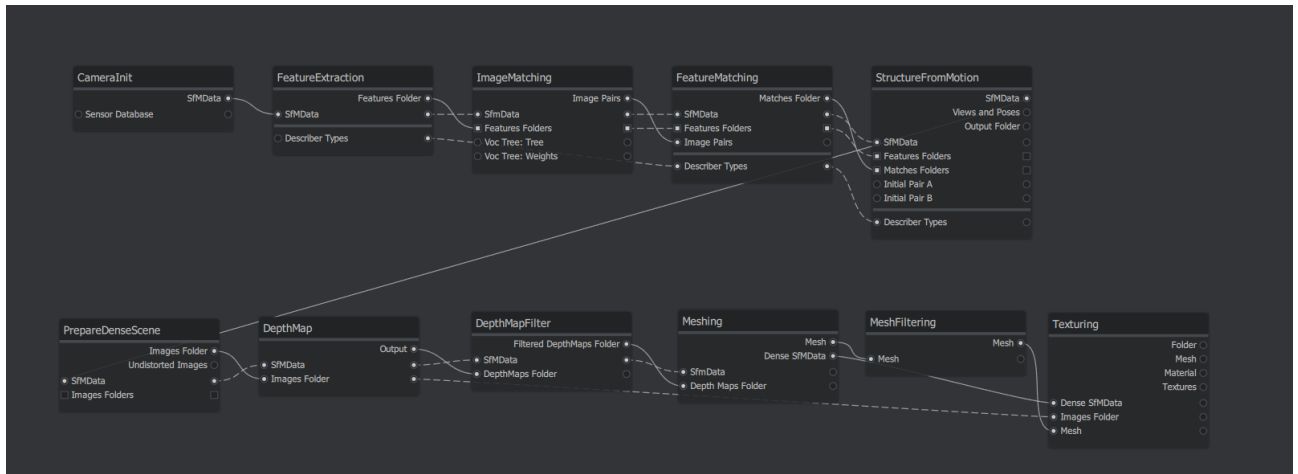 CameraInit
SfMData
Sensor Database
FeatureExtraction
Features Folder
SfMData
Describer Types
ImageMatching
Image Pairs
SfmData
Features Folders
Voc Tree: Tree
Voc Tree: Weights
FeatureMatching
Matches Folder
SfMData
Features Folders
Image Pairs
Describer Types
StructureFromMotion
SfMData
Views and Poses
Output Folder
SfMData
Features Folders
Matches Folders
Initial Pair A
Initial Pair B
Describer Types
PrepareDenseScene
Images Folder
Undistorted Images
SfMData
Images Folders
DepthMap
Output
SfMData
Images Folder
DepthMapFilter
Filtered DepthMaps Folder
SfMData
DepthMaps Folder
Meshing
Mesh
Dense SfMData
SfmData
Depth Maps Folder
MeshFiltering
Mesh
Mesh
Texturing
Folder
Mesh
Material
Textures
Dense SfMData
Images Folder
Mesh